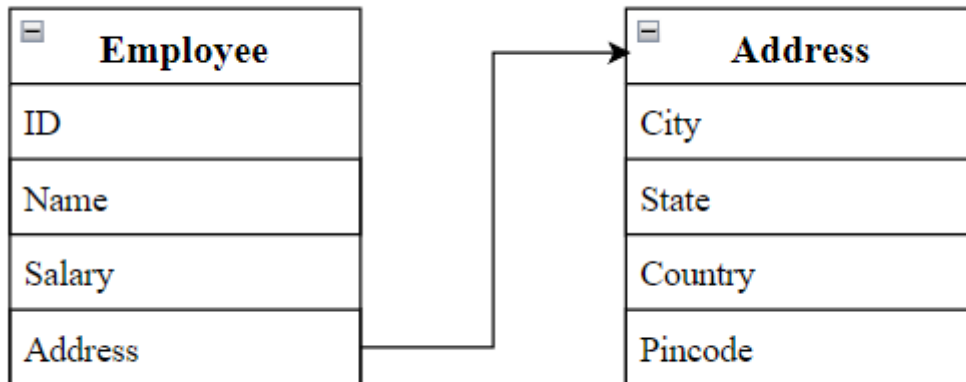 Employee
ID
Name
Salary
Address
Address
City
State
Country
Pincode